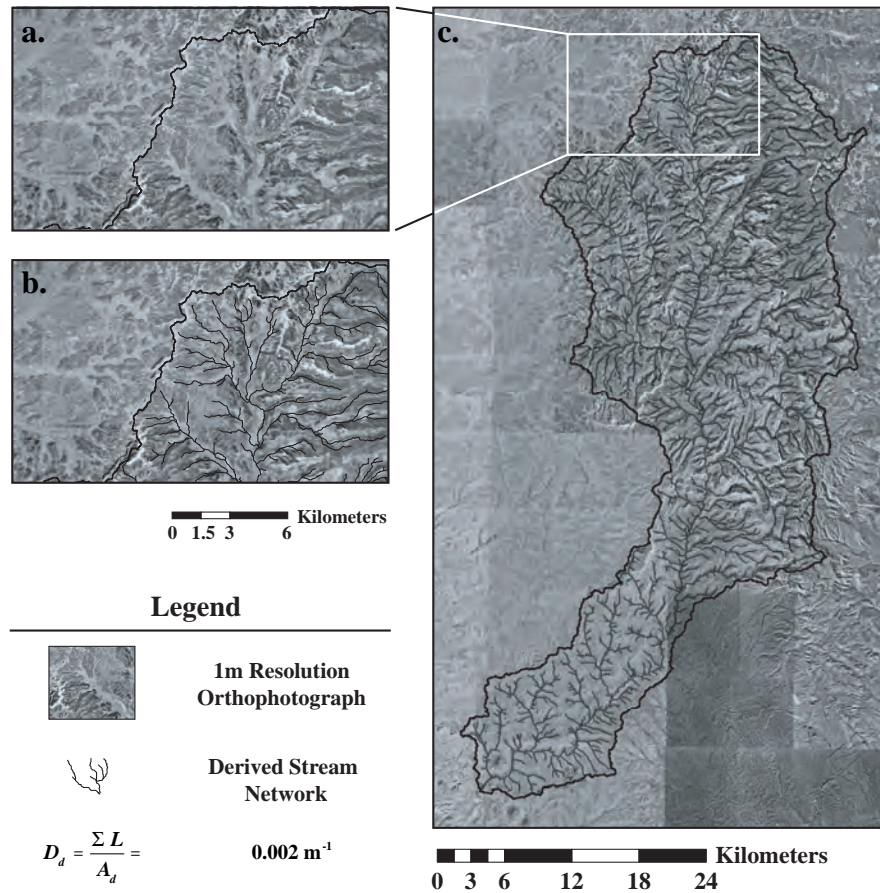 a.
c.
b.
Kilometers
0 1.5 3 6
Legend
1m Resolution
Orthophotograph
Derived Stream
Network
D_d = Σ L / A_d = 0.002 m⁻¹
Kilometers
0 3 6 12 18 24